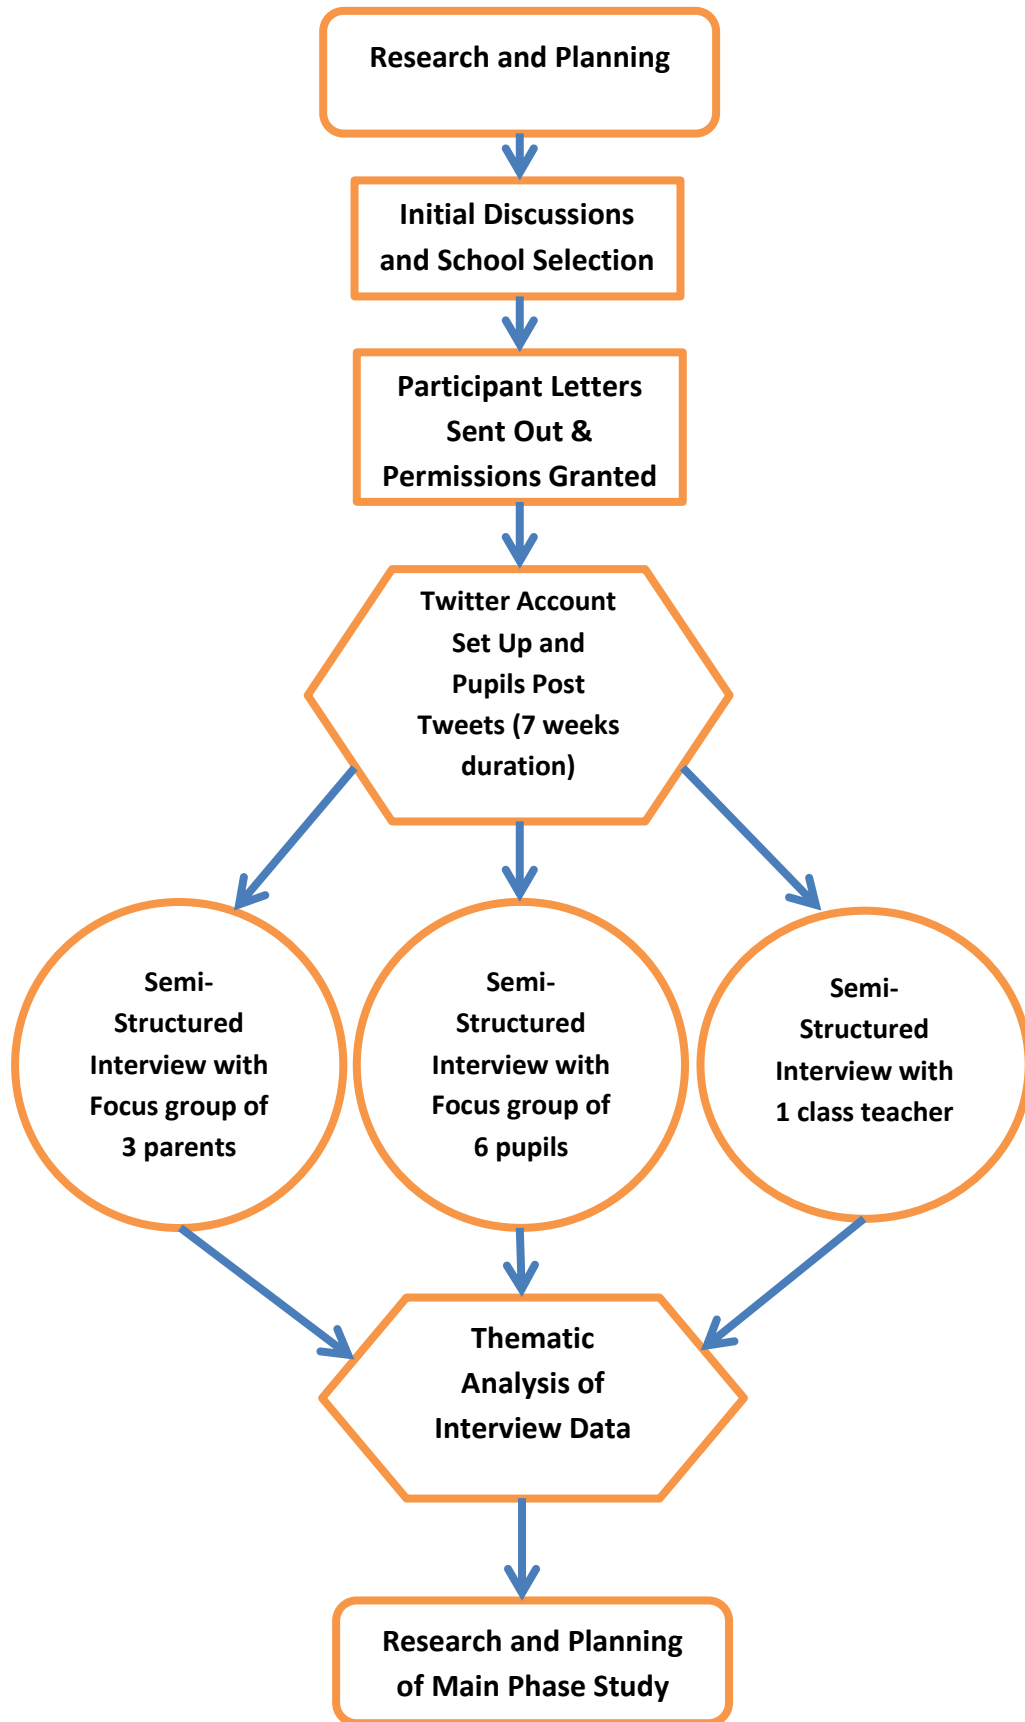 Research and Planning
Initial Discussions
and School Selection
Participant Letters
Sent Out &
Permissions Granted
Twitter Account
Set Up and
Pupils Post
Tweets (7 weeks
duration)
Semi-
Structured
Interview with
Focus group of
3 parents
Semi-
Structured
Interview with
Focus group of
6 pupils
Semi-
Structured
Interview with
1 class teacher
Thematic
Analysis of
Interview Data
Research and Planning
of Main Phase Study